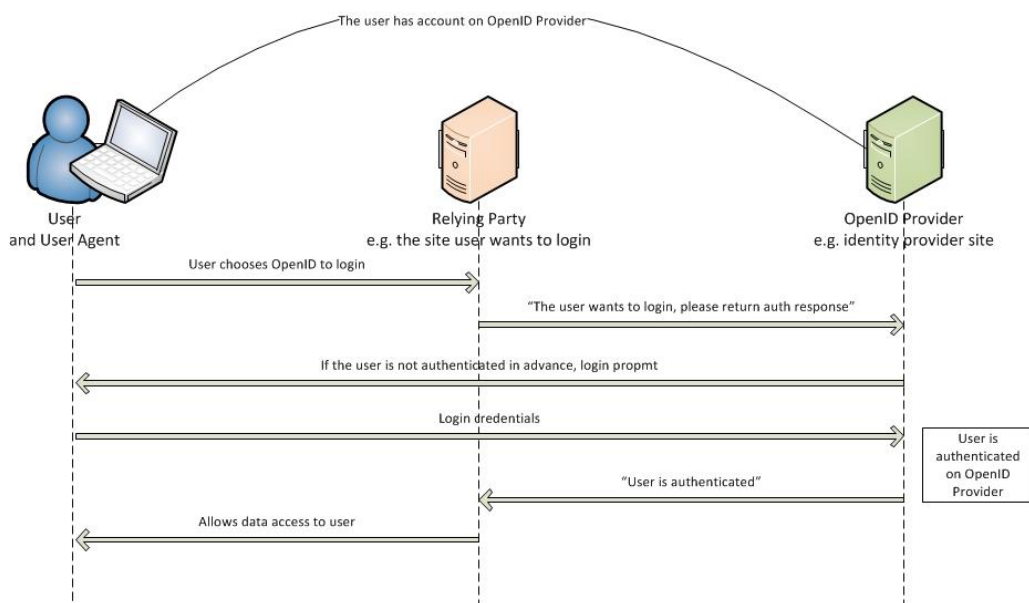 The user has account on OpenID Provider
User
and User Agent
Relying Party
e.g. the site user wants to login
OpenID Provider
e.g. identity provider site
User chooses OpenID to login
“The user wants to login, please return auth response”
If the user is not authenticated in advance, login propmt
Login credentials
User is
authenticated
on OpenID
Provider
“User is authenticated”
Allows data access to user